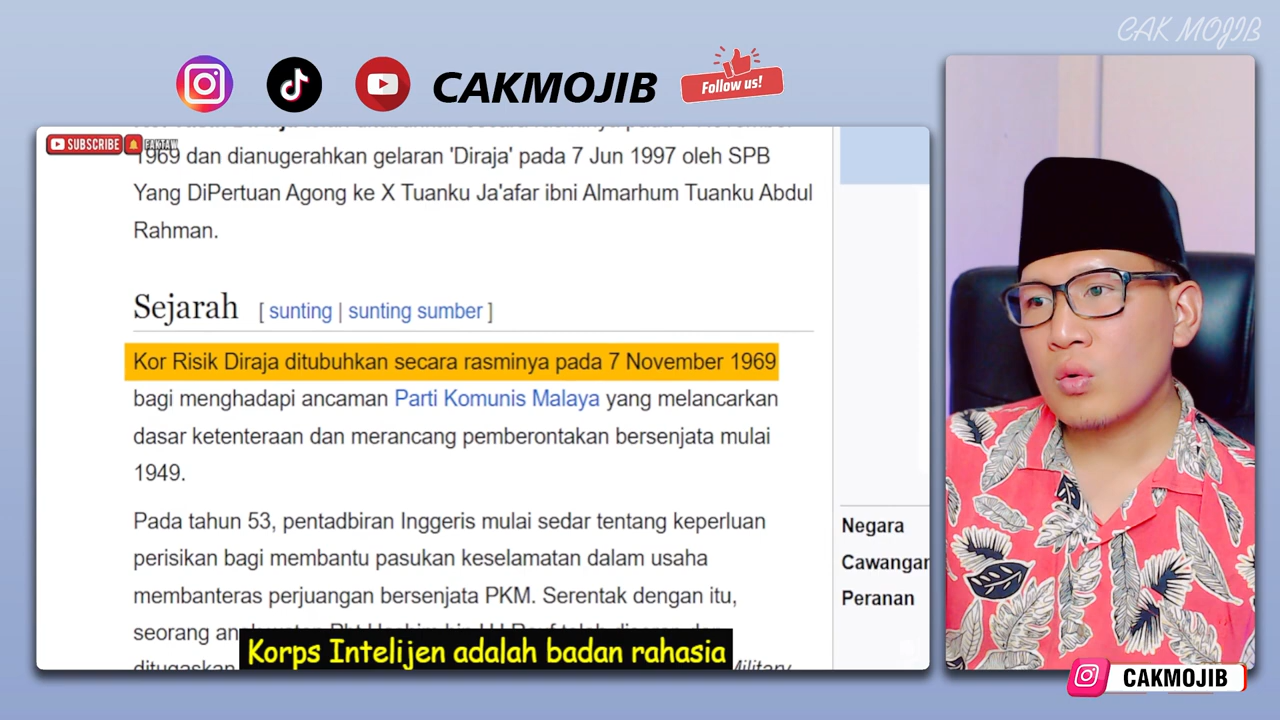 CAK MOJIB
CAKMOJIB
Follow us!
SUBSCRIBE
1969 dan dianugerahkan gelaran 'Diraja' pada 7 Jun 1997 oleh SPB
Yang DiPertuan Agong ke X Tuanku Ja'afar ibni Almarhum Tuanku Abdul
Rahman.
Sejarah [ sunting | sunting sumber ]
Kor Risik Diraja ditubuhkan secara rasminya pada 7 November 1969
bagi menghadapi ancaman Parti Komunis Malaya yang melancarkan
dasar ketenteraan dan merancang pemberontakan bersenjata mulai
1949.
Pada tahun 53, pentadbiran Inggeris mulai sedar tentang keperluan
perisikan bagi membantu pasukan keselamatan dalam usaha
membanteras perjuangan bersenjata PKM. Serentak dengan itu,
seorang
ditugaskan
Military
Negara
Cawangan
Peranan
Korps Intelijen adalah badan rahasia
CAKMOJIB